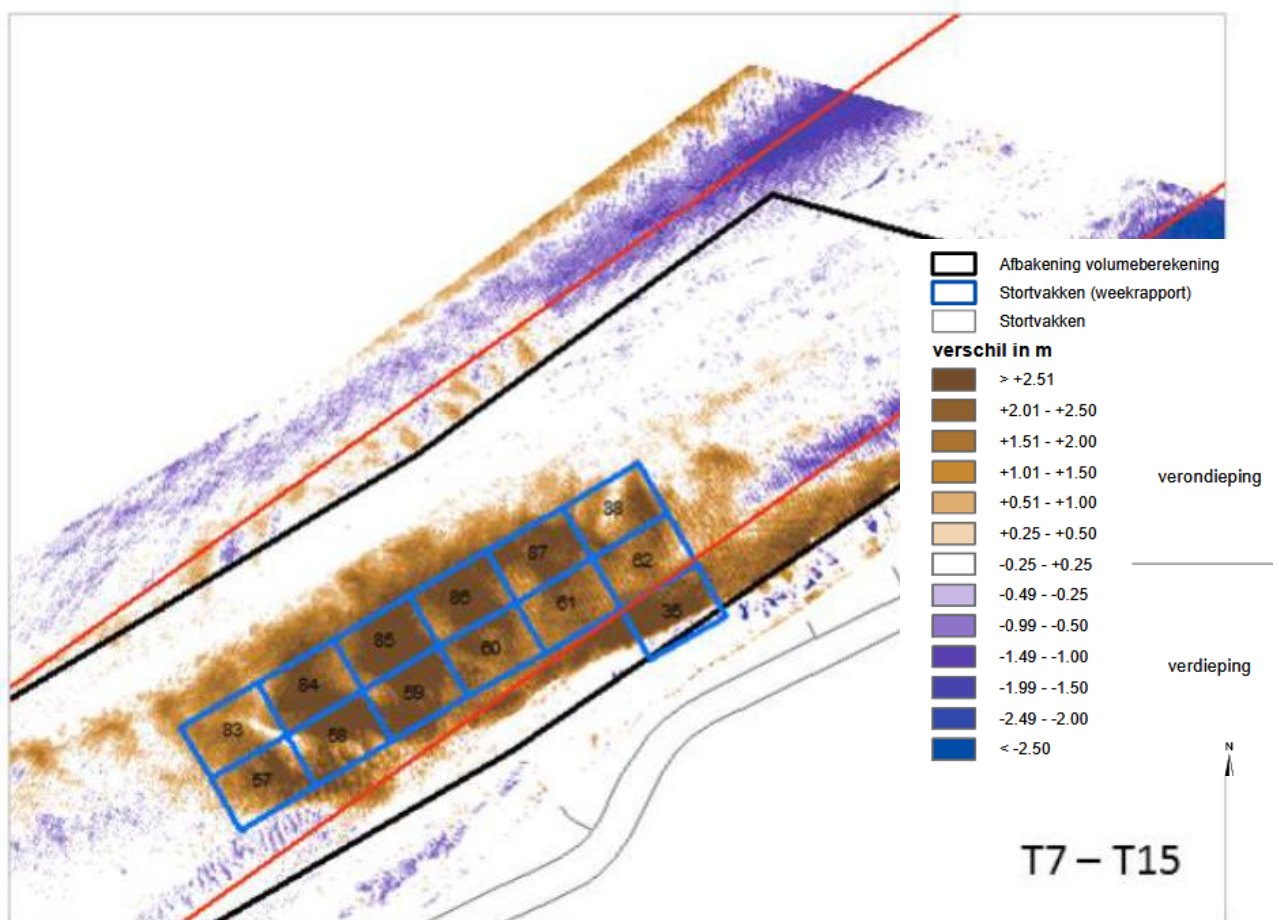 Afbakening volumeberekening
Stortvakken (weekrapport)
Stortvakken
verschil in m
> +2.51
+2.01 - +2.50
+1.51 - +2.00
+1.01 - +1.50
+0.51 - +1.00
+0.25 - +0.50
-0.25 - +0.25
-0.49 - -0.25
-0.99 - -0.50
-1.49 - -1.00
-1.99 - -1.50
-2.49 - -2.00
< -2.50
verondieping
verdieping
N
38
87
62
86
61
35
85
60
84
59
83
58
57
T7 – T15